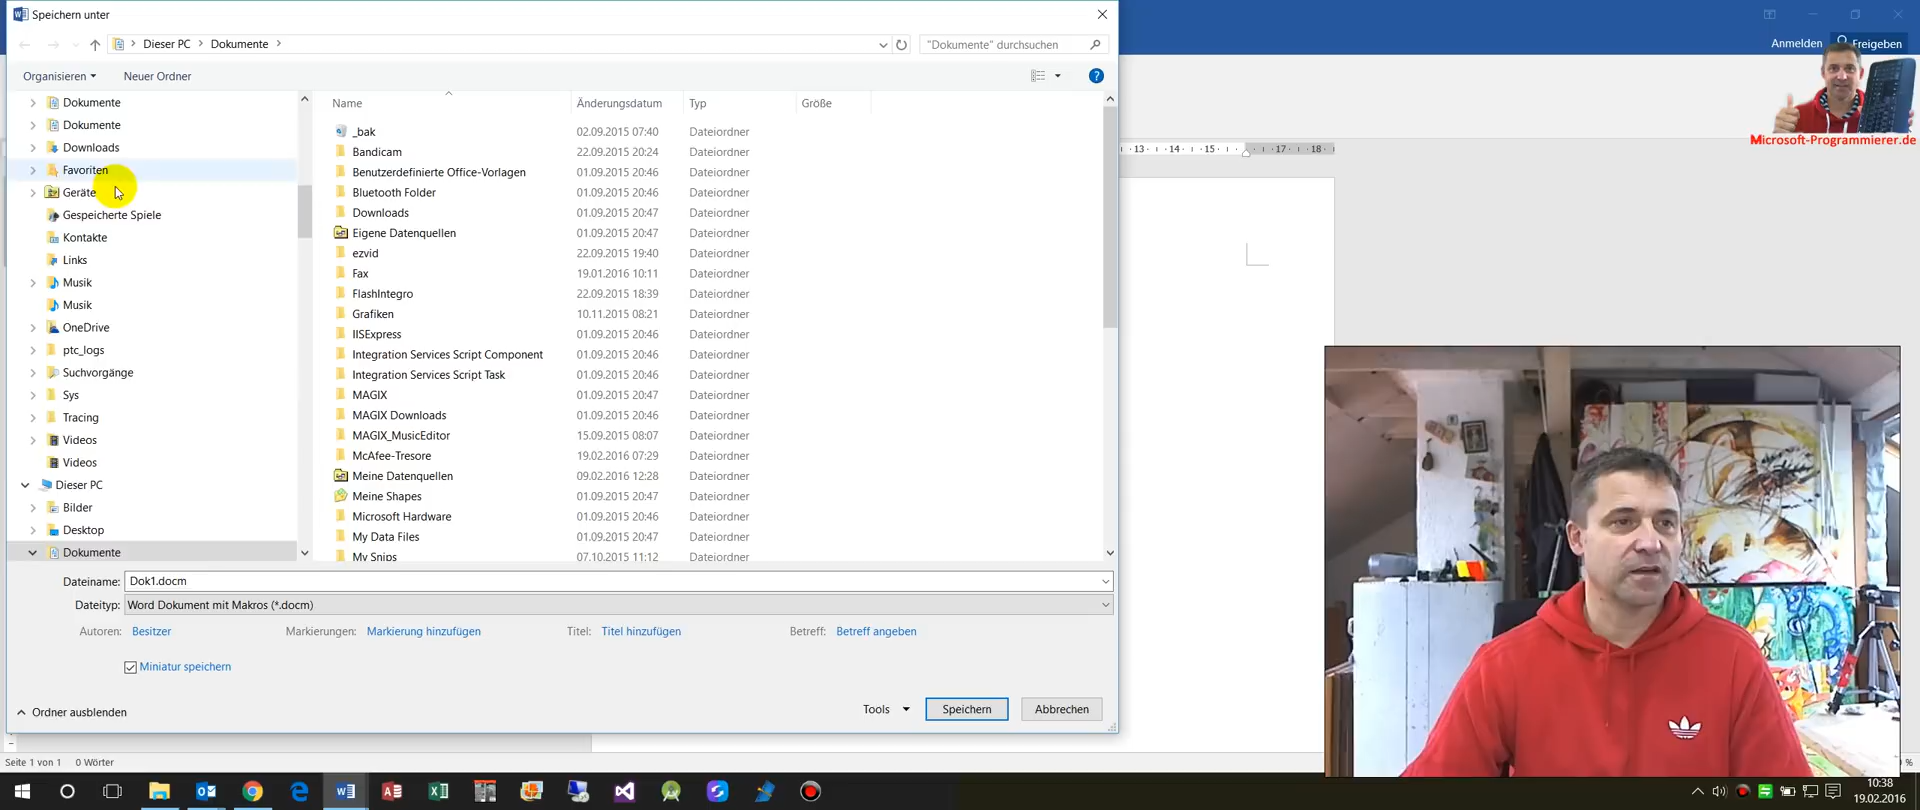 Speichern unter
Dieser PC > Dokumente >
"Dokumente" durchsuchen
Anmelden
Freigeben
Organisieren
Neuer Ordner
Microsoft-Programmierer.de
Dokumente
Dokumente
Downloads
Favoriten
Geräte
Gespeicherte Spiele
Kontakte
Links
Musik
Musik
OneDrive
ptc_logs
Suchvorgänge
Sys
Tracing
Videos
Videos
Dieser PC
Bilder
Desktop
Dokumente
Name Änderungsdatum Typ Größe
_bak 02.09.2015 07:40 Dateiordner
Bandicam 22.09.2015 20:24 Dateiordner
Benutzerdefinierte Office-Vorlagen 01.09.2015 20:46 Dateiordner
Bluetooth Folder 01.09.2015 20:46 Dateiordner
Downloads 01.09.2015 20:47 Dateiordner
Eigene Datenquellen 01.09.2015 20:47 Dateiordner
ezvid 22.09.2015 19:40 Dateiordner
Fax 19.01.2016 10:11 Dateiordner
FlashIntegro 22.09.2015 18:39 Dateiordner
Grafiken 10.11.2015 08:21 Dateiordner
IISExpress 01.09.2015 20:46 Dateiordner
Integration Services Script Component 01.09.2015 20:46 Dateiordner
Integration Services Script Task 01.09.2015 20:46 Dateiordner
MAGIX 01.09.2015 20:47 Dateiordner
MAGIX Downloads 01.09.2015 20:46 Dateiordner
MAGIX_MusicEditor 15.09.2015 08:07 Dateiordner
McAfee-Tresore 19.02.2016 07:29 Dateiordner
Meine Datenquellen 09.02.2016 12:28 Dateiordner
Meine Shapes 01.09.2015 20:47 Dateiordner
Microsoft Hardware 01.09.2015 20:46 Dateiordner
My Data Files 01.09.2015 20:47 Dateiordner
My Snips 07.10.2015 11:12 Dateiordner
13 14 15 17 18
Dateiname: Dok1.docm
Dateityp: Word Dokument mit Makros (*.docm)
Autoren: Besitzer Markierungen: Markierung hinzufügen Titel: Titel hinzufügen Betreff: Betreff angeben
Miniatur speichern
Ordner ausblenden
Tools
Speichern
Abbrechen
Seite 1 von 1 0 Wörter
%
10:38
19.02.2016